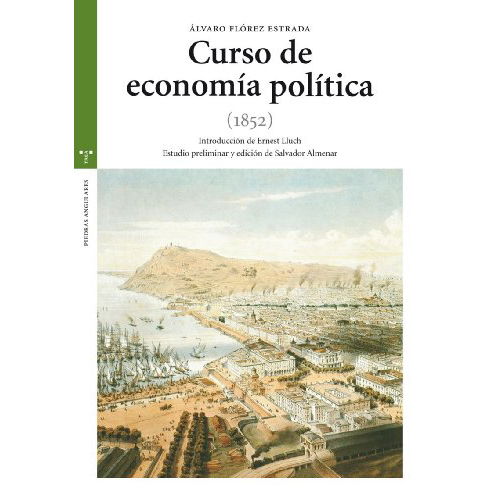 ÁLVARO FLÓREZ ESTRADA
Curso de
economía política
(1852)
Introducción de Ernest Lluch
Estudio preliminar y edición de Salvador Almenar
TREA
PIEDRAS ANGULARES